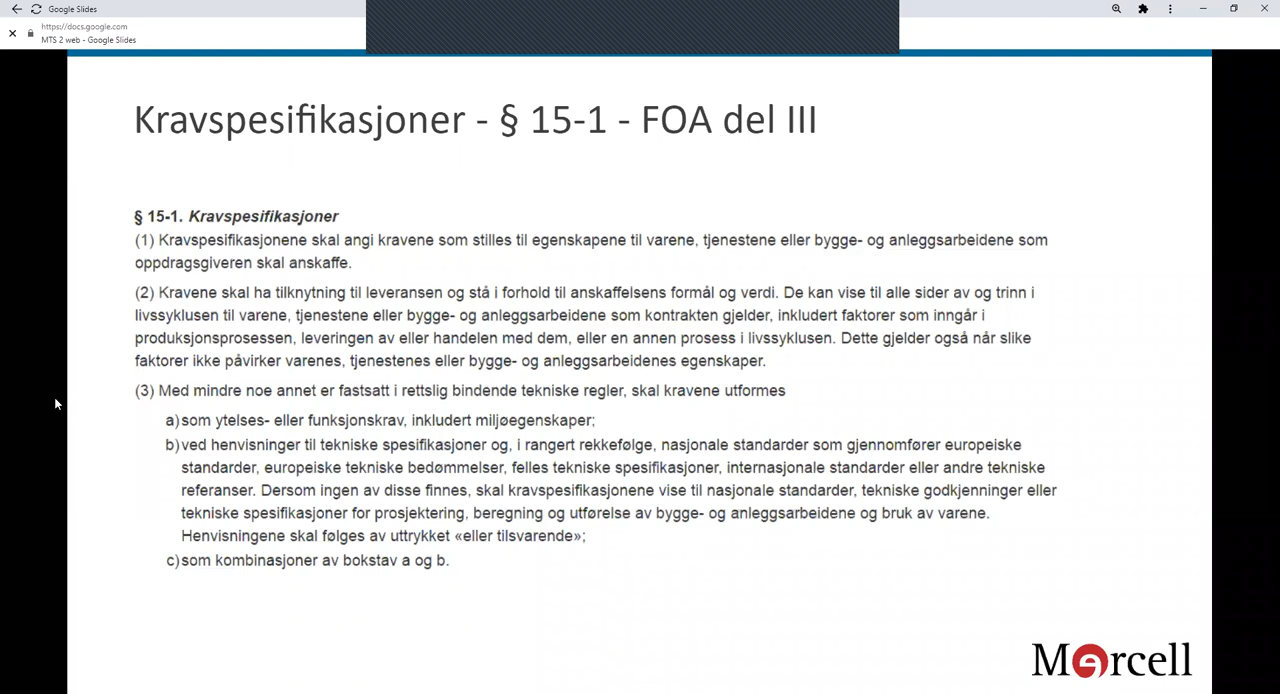 Google Slides
https://docs.google.com
MTS 2 web - Google Slides
Kravspesifikasjoner - § 15-1 - FOA del III
§ 15-1. Kravspesifikasjoner
(1) Kravspesifikasjonene skal angi kravene som stilles til egenskapene til varene, tjenestene eller bygge- og anleggsarbeidene som
oppdragsgiveren skal anskaffe.
(2) Kravene skal ha tilknytning til leveransen og stå i forhold til anskaffelsens formål og verdi. De kan vise til alle sider av og trinn i
livssyklusen til varene, tjenestene eller bygge- og anleggsarbeidene som kontrakten gjelder, inkludert faktorer som inngår i
produksjonsprosessen, leveringen av eller handelen med dem, eller en annen prosess i livssyklusen. Dette gjelder også når slike
faktorer ikke påvirker varenes, tjenestenes eller bygge- og anleggsarbeidenes egenskaper.
(3) Med mindre noe annet er fastsatt i rettslig bindende tekniske regler, skal kravene utformes
a) som ytelses- eller funksjonskrav, inkludert miljøegenskaper;
b) ved henvisninger til tekniske spesifikasjoner og, i rangert rekkefølge, nasjonale standarder som gjennomfører europeiske
standarder, europeiske tekniske bedømmelser, felles tekniske spesifikasjoner, internasjonale standarder eller andre tekniske
referanser. Dersom ingen av disse finnes, skal kravspesifikasjonene vise til nasjonale standarder, tekniske godkjenninger eller
tekniske spesifikasjoner for prosjektering, beregning og utførelse av bygge- og anleggsarbeidene og bruk av varene.
Henvisningene skal følges av uttrykket «eller tilsvarende»;
c) som kombinasjoner av bokstav a og b.
Mercell